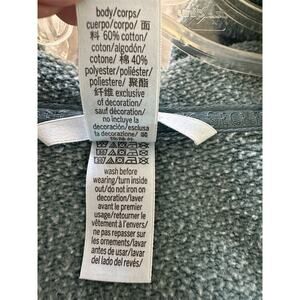 body/corps/
cuerpo/corpo/ 面
料 60% cotton/
coton/algodón/
cotone/ 棉 40%
polyester/poliéster/
poliestere/ 聚酯
纤维 exclusive
of decoration/
sauf décoration/
no incluye la
decoración/esclusa
la decorazione/
wash before
wearing/turn inside
out/do not iron on
decoration/laver
avant le premier
usage/retourner le
vêtement à l'envers/
ne pas repasser sur
les ornements/lavar
antes de usar/lavar
del lado del revés/